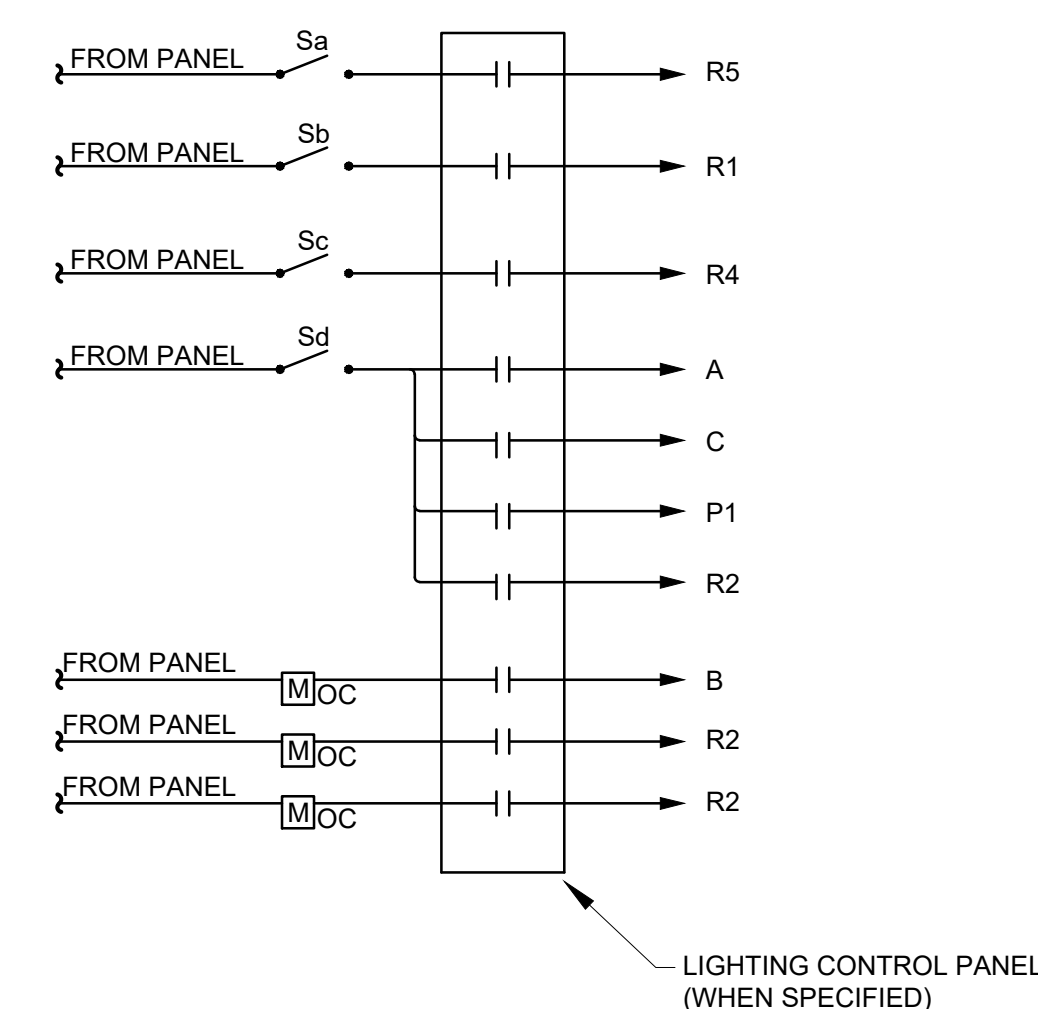 Sa
FROM PANEL
R5
Sb
FROM PANEL
R1
Sc
FROM PANEL
R4
Sd
FROM PANEL
A
C
P1
R2
FROM PANEL
M OC
B
FROM PANEL
M OC
R2
FROM PANEL
M OC
R2
LIGHTING CONTROL PANEL
(WHEN SPECIFIED)